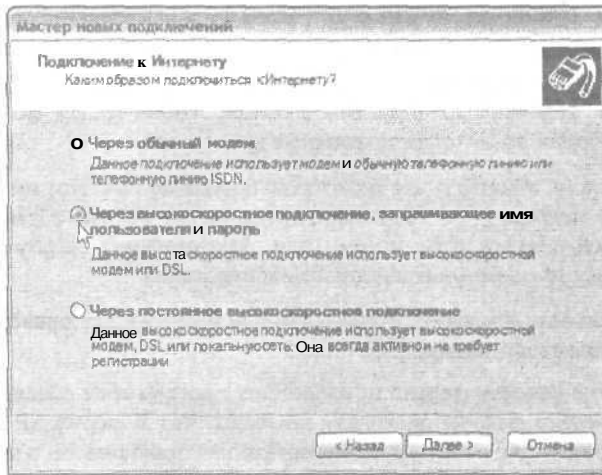 Мастер новых подключений
Подключение к Интернету
Каким образом подключиться к Интернету?
О Через обычный модем
Данное подключение использует модем и обычную телефонную линию или
телефонную линию ISDN.
Через высокоскоростное подключение, запрашивающее имя
пользователя и пароль
Данное высотаскоростное подключение использует высокоскоростной
модем или DSL.
Через постоянное высокоскоростное подключение
Данное высокоскоростное подключение использует высокоскоростной
модем, DSL или локальную сеть. Она всегда активно и не требует
регистрации
< Назад
Далее >
Отмена